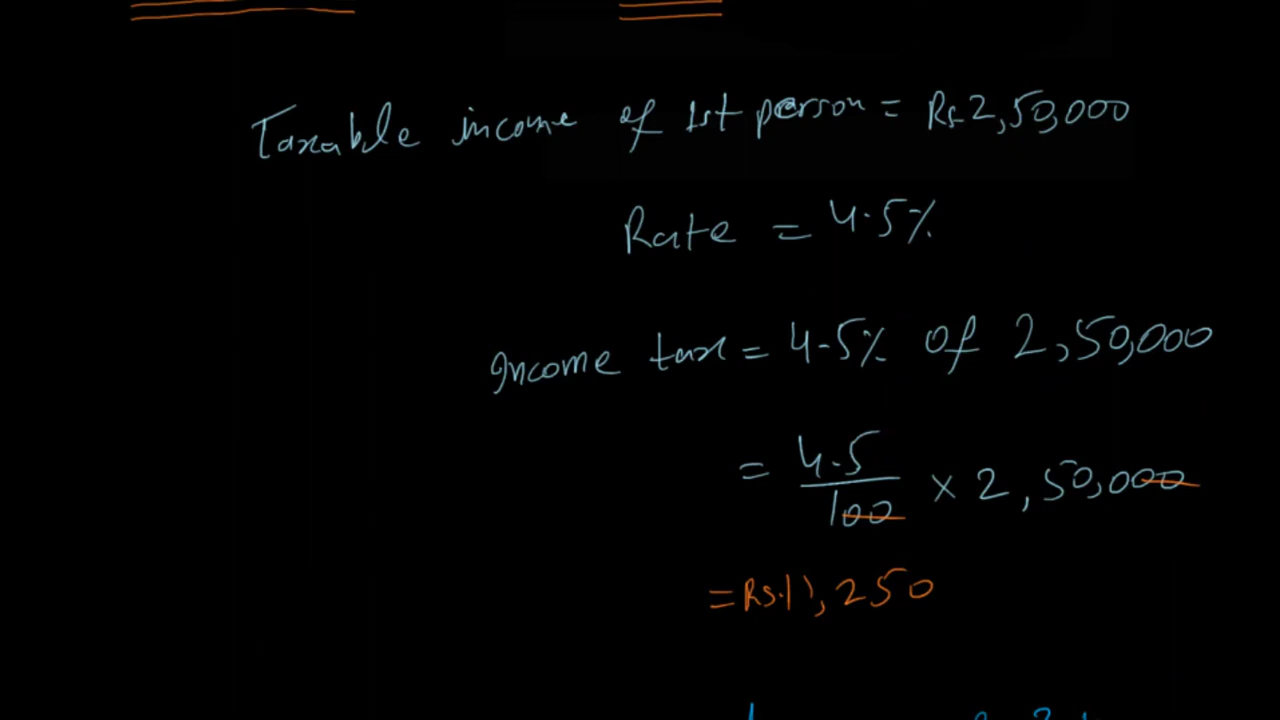 Taxable income of 1st person = Rs.2,50,000
Rate = 4.5%
Income tax = 4.5% of 2,50,000
= 4.5/100 × 2,50,000
= Rs.11,250